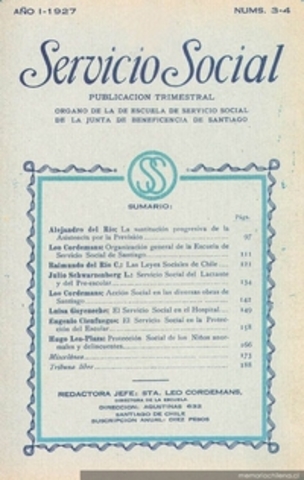 AÑO I-1927 NUMS. 3-4
Servicio Social
PUBLICACION TRIMESTRAL
ORGANO DE LA DE ESCUELA DE SERVICIO SOCIAL
DE LA JUNTA DE BENEFICENCIA DE SANTIAGO
SS
SUMARIO:
Págs.
Alejandro del Río: La sustitución progresiva de la
Asistencia por la Previsión 97
Leo Cordemans: Organización general de la Escuela de
Servicio Social de Santiago 111
Raimundo del Río C.: Las Leyes Sociales de Chile 121
Julio Schwarzenberg L.: Servicio Social del Lactante
y del Pre-escolar 134
Leo Cordemans: Acción Social en las diversas obras de
Santiago 142
Luisa Goyeneche: El Servicio Social en el Hospital 149
Eugenio Cienfuegos: El Servicio Social en la Protec-
ción del Escolar 158
Hugo Lea-Plaza: Protección Social de los Niños anor-
males y delincuentes 166
Miscelánea 173
Tribuna libre 188
REDACTORA JEFE: STA. LEO CORDEMANS,
DIRECTORA DE LA ESCUELA
DIRECCION: AGUSTINAS 632
SANTIAGO DE CHILE
SUSCRIPCION ANUAL: DIEZ PESOS
memoriachilena.cl